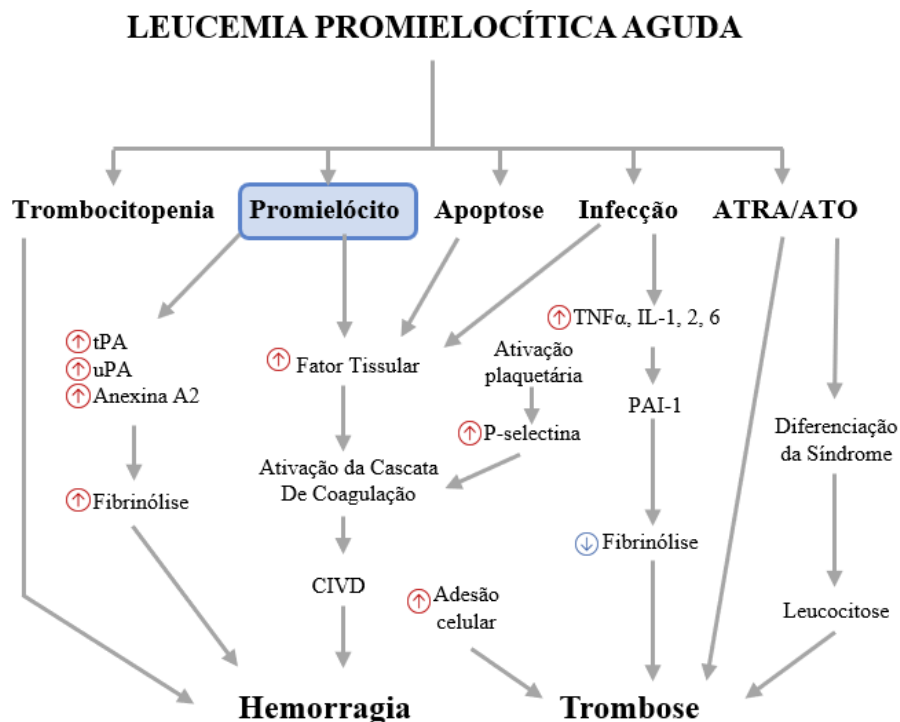 LEUCEMIA PROMIELOCÍTICA AGUDA
Trombocitopenia
Promielócito
Apoptose
Infecção
ATRA/ATO
↑ tPA
↑ uPA
↑ Anexina A2
↑ Fibrinólise
↑ Fator Tissular
Ativação da Cascata
De Coagulação
CIVD
Ativação
plaquetária
↑ P-selectina
↑ Adesão
celular
↑ TNFα, IL-1, 2, 6
PAI-1
↓ Fibrinólise
Diferenciação
da Síndrome
Leucocitose
Hemorragia
Trombose